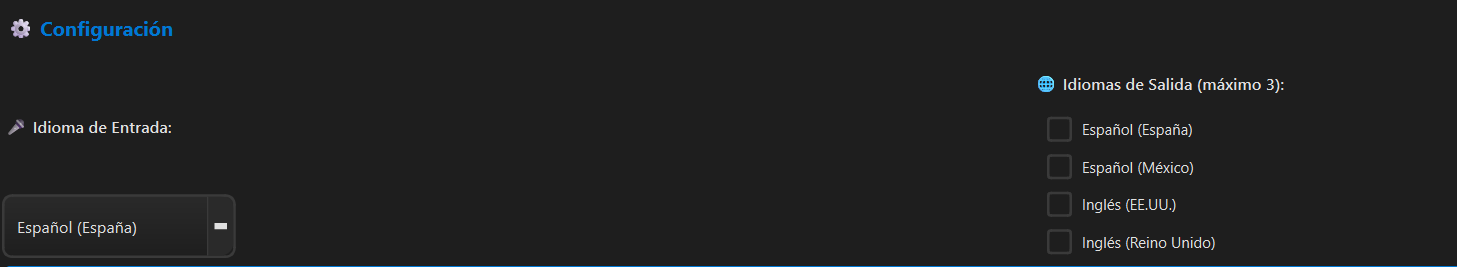 Configuración
Idioma de Entrada:
Español (España)
Idiomas de Salida (máximo 3):
Español (España)
Español (México)
Inglés (EE.UU.)
Inglés (Reino Unido)